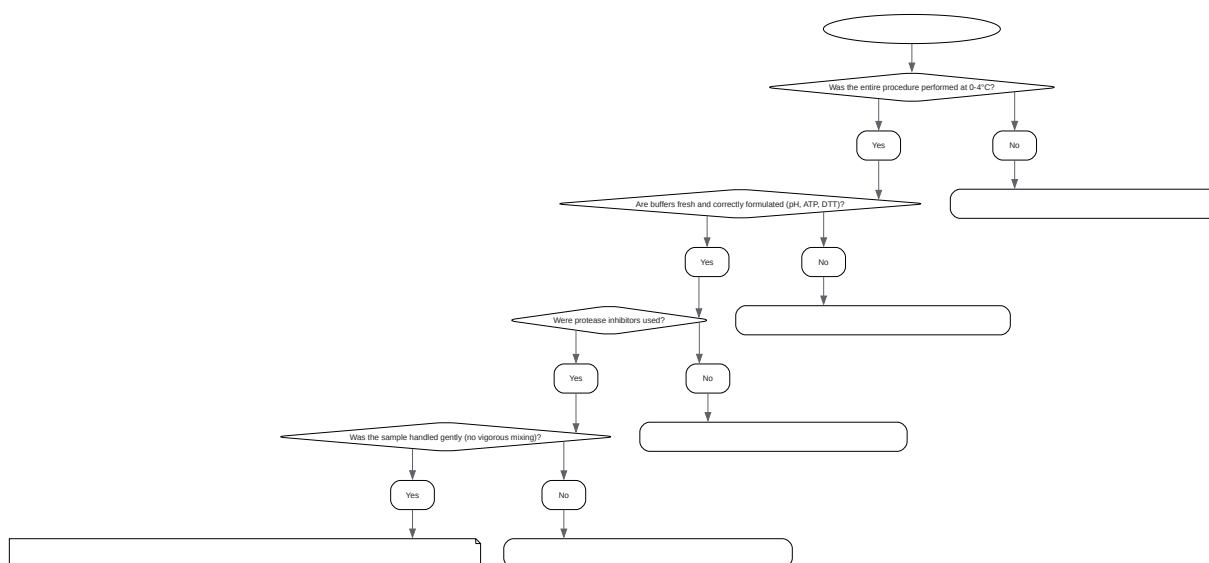 Was the entire procedure performed at 0-4°C?
Yes
No
Are buffers fresh and correctly formulated (pH, ATP, DTT)?
Yes
No
Were protease inhibitors used?
Yes
No
Was the sample handled gently (no vigorous mixing)?
Yes
No